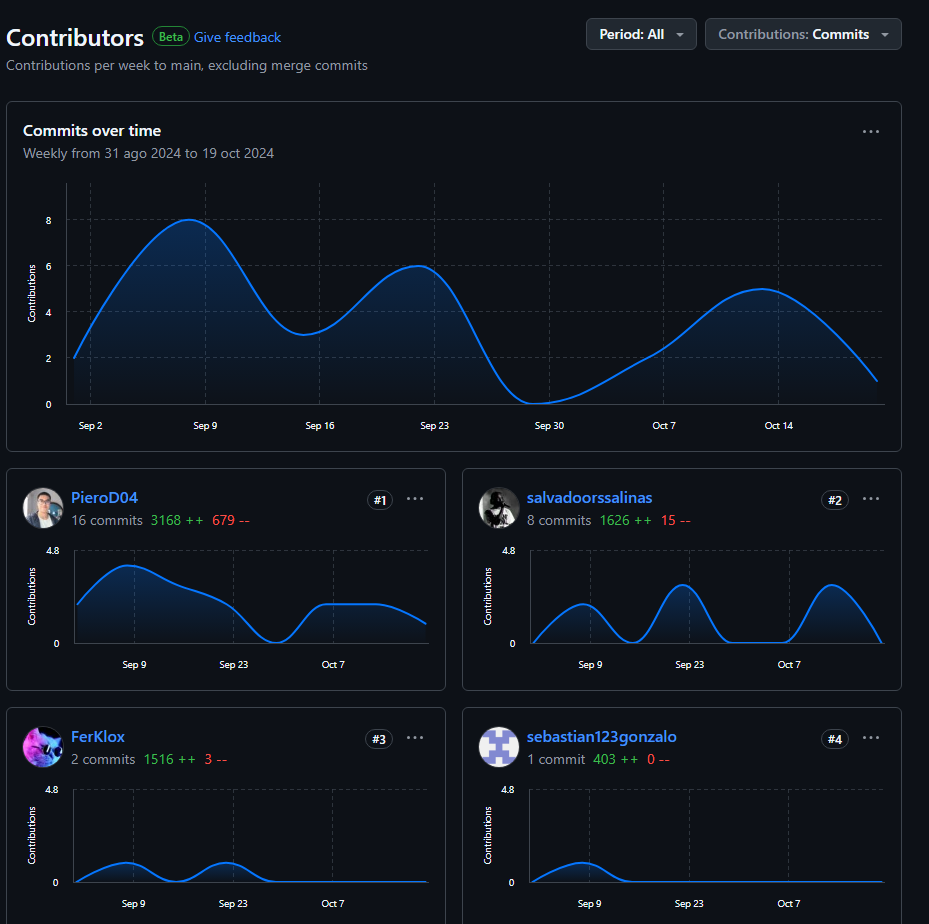 Contributors Beta Give feedback
Period: All
Contributions: Commits
Contributions per week to main, excluding merge commits
Commits over time
Weekly from 31 ago 2024 to 19 oct 2024
Contributions
8
6
4
2
0
Sep 2 Sep 9 Sep 16 Sep 23 Sep 30 Oct 7 Oct 14
PieroD04 #1
16 commits 3168 ++ 679 --
Contributions
4.8
0
Sep 9 Sep 23 Oct 7
salvadoorssalinas #2
8 commits 1626 ++ 15 --
Contributions
4.8
0
Sep 9 Sep 23 Oct 7
FerKlox #3
2 commits 1516 ++ 3 --
Contributions
4.8
0
Sep 9 Sep 23 Oct 7
sebastian123gonzalo #4
1 commit 403 ++ 0 --
Contributions
4.8
0
Sep 9 Sep 23 Oct 7